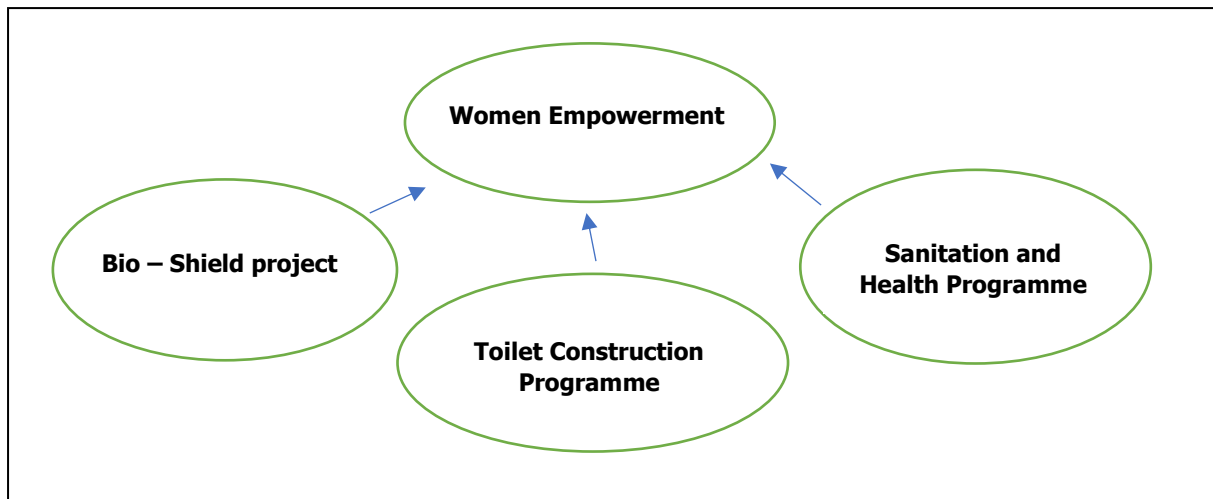 Women Empowerment
Bio – Shield project
Sanitation and
Health Programme
Toilet Construction
Programme